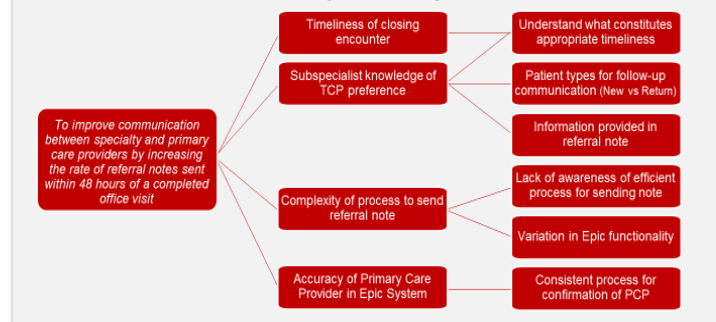 To improve communication
between specialty and primary
care providers by increasing
the rate of referral notes sent
within 48 hours of a completed
office visit
Timeliness of closing
encounter
Subspecialist knowledge of
TCP preference
Complexity of process to send
referral note
Accuracy of Primary Care
Provider in Epic System
Understand what constitutes
appropriate timeliness
Patient types for follow-up
communication (New vs Return)
Information provided in
referral note
Lack of awareness of efficient
process for sending note
Variation in Epic functionality
Consistent process for
confirmation of PCP